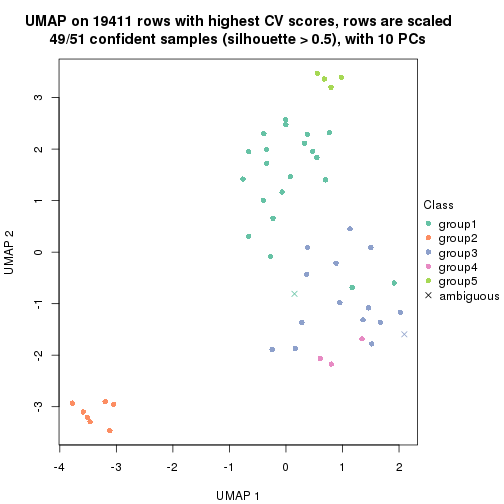 UMAP on 19411 rows with highest CV scores, rows are scaled
49/51 confident samples (silhouette > 0.5), with 10 PCs
3
2
1
0
-1
-2
-3
UMAP 2
-4
-3
-2
-1
0
1
2
UMAP 1
Class
group1
group2
group3
group4
group5
ambiguous